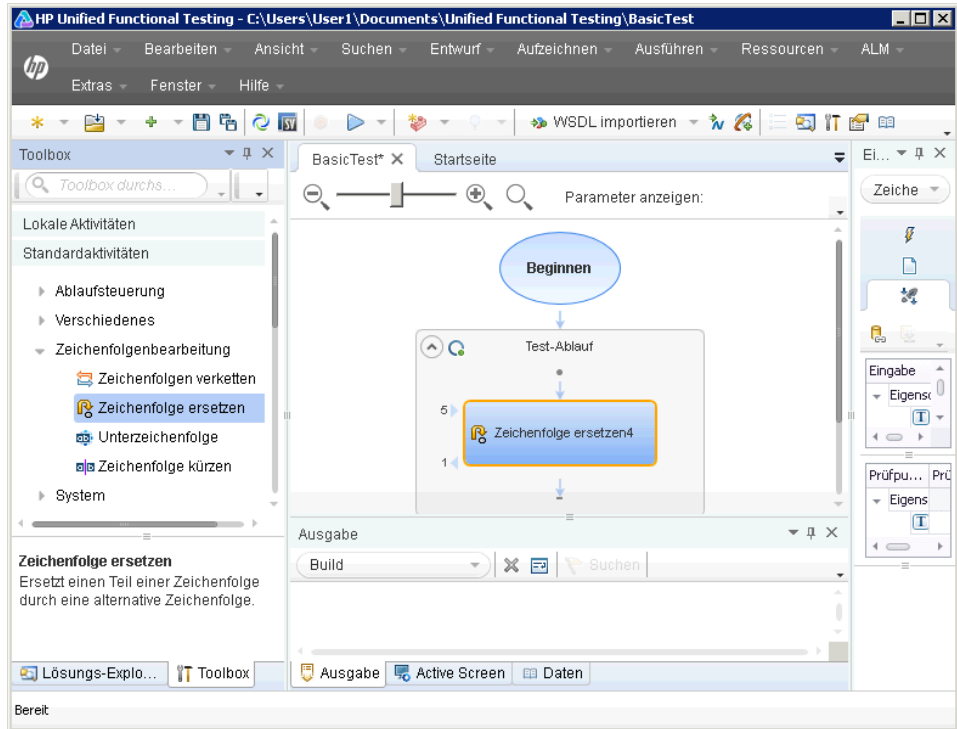 HP Unified Functional Testing - C:\Users\User1\Documents\Unified Functional Testing\BasicTest
hp
Datei Bearbeiten Ansicht Suchen Entwurf Aufzeichnen Ausführen Ressourcen ALM
Extras Fenster Hilfe
SV WSDL importieren
Toolbox
Toolbox durchs...
Lokale Aktivitäten
Standardaktivitäten
Ablaufsteuerung
Verschiedenes
Zeichenfolgenbearbeitung
Zeichenfolgen verketten
Zeichenfolge ersetzen
Unterzeichenfolge
Zeichenfolge kürzen
System
Zeichenfolge ersetzen
Ersetzt einen Teil einer Zeichenfolge
durch eine alternative Zeichenfolge.
Lösungs-Explo... Toolbox
BasicTest* Startseite
Parameter anzeigen:
Beginnen
Test-Ablauf
5
Zeichenfolge ersetzen4
1
Ausgabe
Build Suchen
Ausgabe Active Screen Daten
Ei...
Zeiche
Eingabe
Eigensc
T
Prüfpu... Prü
Eigens
T
Bereit